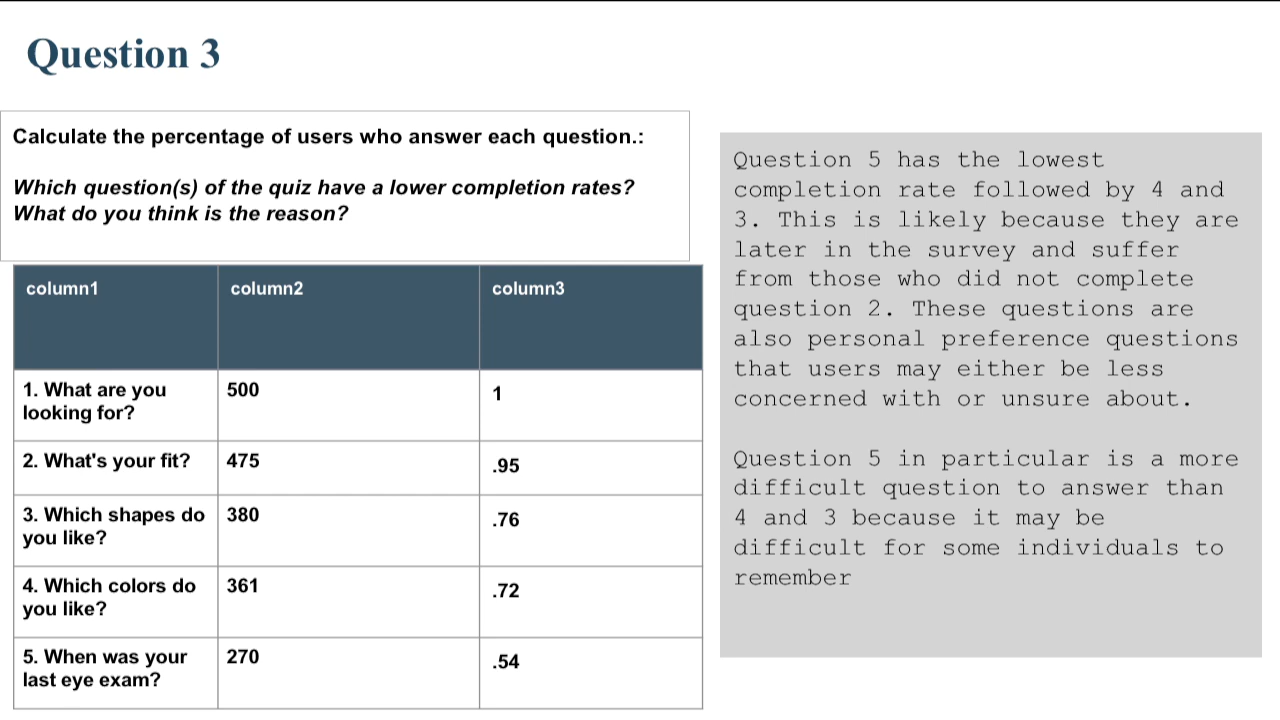 Question 3
Calculate the percentage of users who answer each question.:
Which question(s) of the quiz have a lower completion rates?
What do you think is the reason?
column1 column2 column3
1. What are you
looking for?
500
1
2. What's your fit?
475
.95
3. Which shapes do
you like?
380
.76
4. Which colors do
you like?
361
.72
5. When was your
last eye exam?
270
.54
Question 5 has the lowest
completion rate followed by 4 and
3. This is likely because they are
later in the survey and suffer
from those who did not complete
question 2. These questions are
also personal preference questions
that users may either be less
concerned with or unsure about.
Question 5 in particular is a more
difficult question to answer than
4 and 3 because it may be
difficult for some individuals to
remember